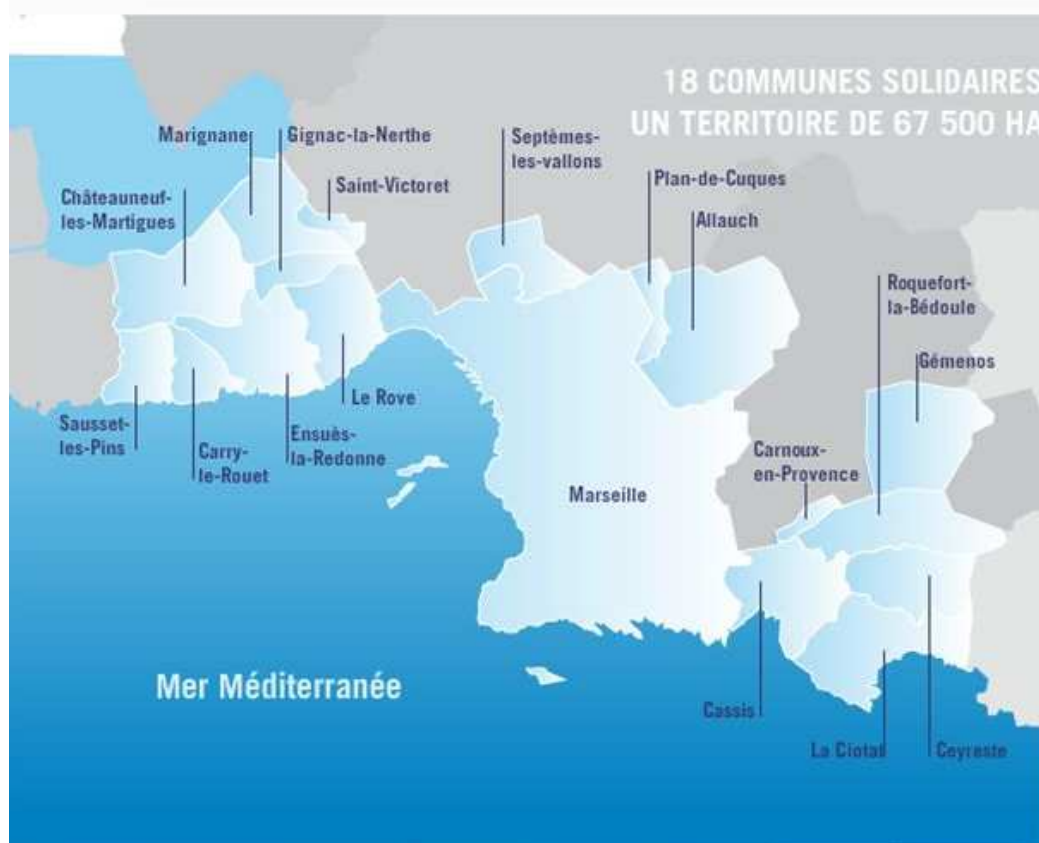 18 COMMUNES SOLIDAIRES
UN TERRITOIRE DE 67 500 HA
Marignane
Gignac-la-Nerthe
Septèmes-
les-vallons
Saint-Victoret
Plan-de-Cuques
Châteauneuf-
les-Martigues
Allauch
Roquefort-
la-Bédoule
Gémenos
Le Rove
Sausset-
les-Pins
Carry-
le-Rouet
Ensuès-
la-Redonne
Carnoux-
en-Provence
Marseille
Mer Méditerranée
Cassis
La Ciotat
Ceyreste